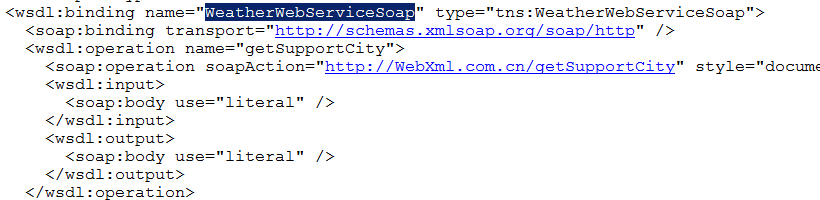 <wsdl:binding name="WeatherWebServiceSoap" type="tns:WeatherWebServiceSoap">
<soap:binding transport="http://schemas.xmlsoap.org/soap/http" />
<wsdl:operation name="getSupportCity">
<soap:operation soapAction="http://WebXml.com.cn/getSupportCity" style="docume
<wsdl:input>
<soap:body use="literal" />
</wsdl:input>
<wsdl:output>
<soap:body use="literal" />
</wsdl:output>
</wsdl:operation>